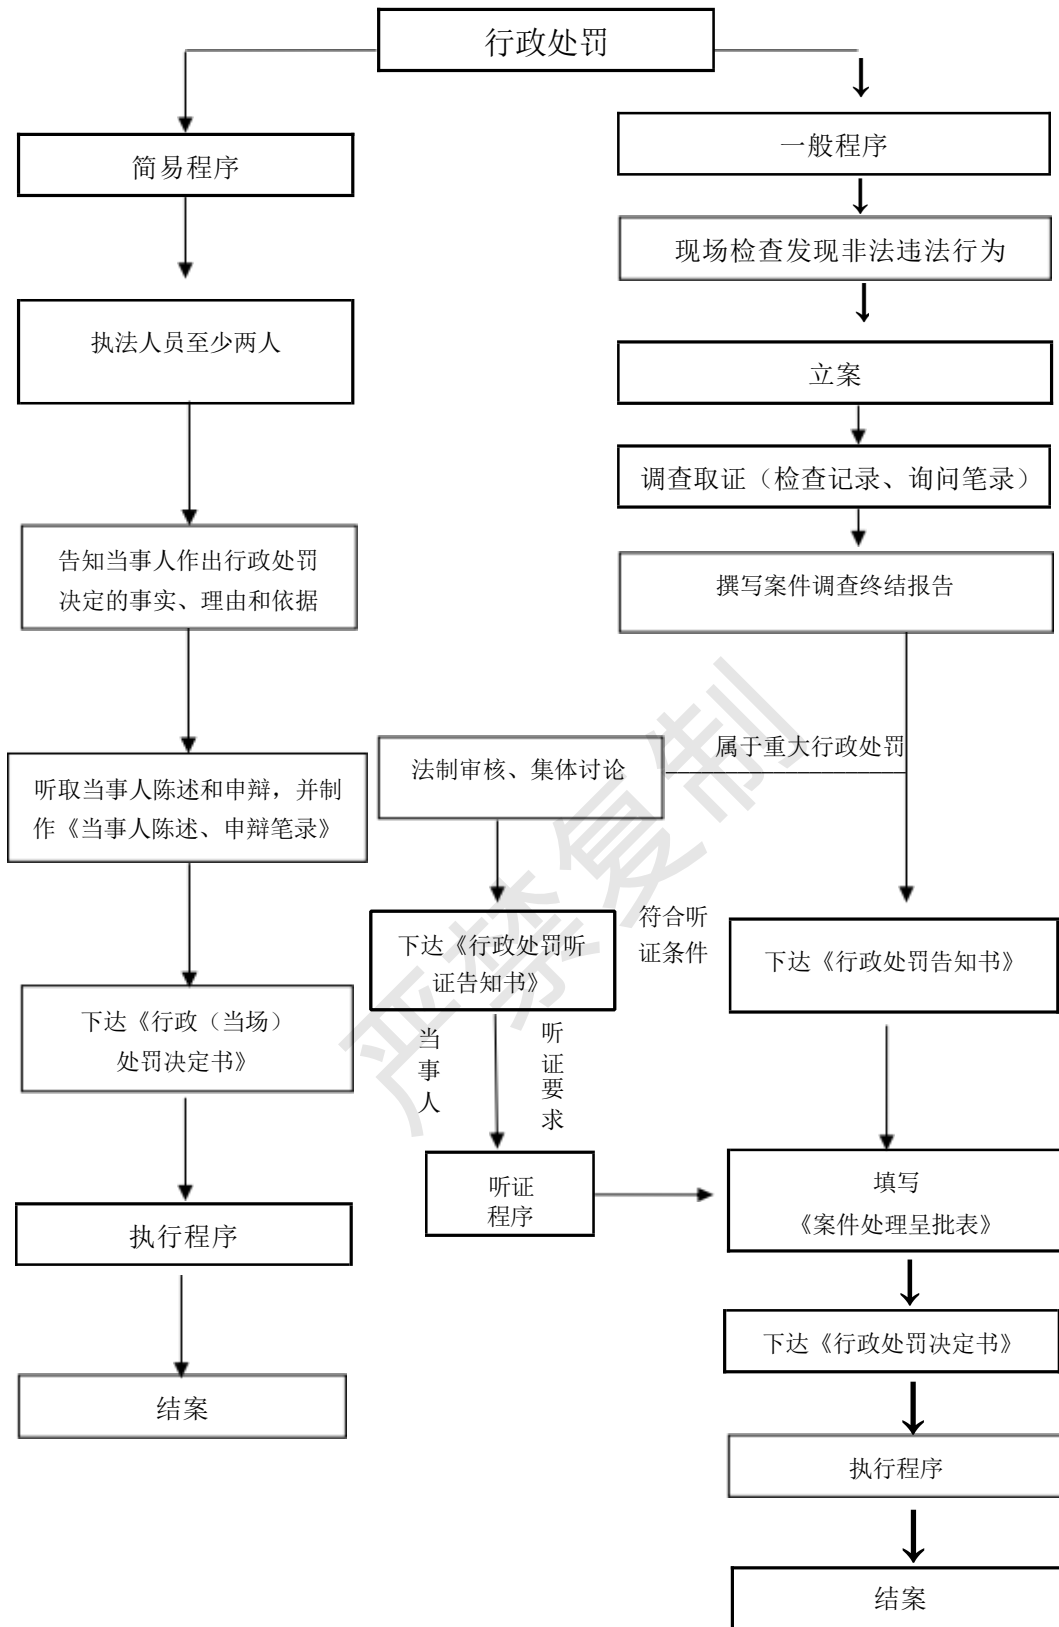 行政处罚
简易程序
执法人员至少两人
告知当事人作出行政处罚
决定的事实、理由和依据
听取当事人陈述和申辩，并制
作《当事人陈述、申辩笔录》
下达《行政（当场）
处罚决定书》
执行程序
结案
一般程序
现场检查发现非法违法行为
立案
调查取证（检查记录、询问笔录）
撰写案件调查终结报告
属于重大行政处罚
法制审核、集体讨论
下达《行政处罚听
证告知书》
符合听
证条件
下达《行政处罚告知书》
当事人
听证要求
听证
程序
填写
《案件处理呈批表》
下达《行政处罚决定书》
执行程序
结案
严禁复制